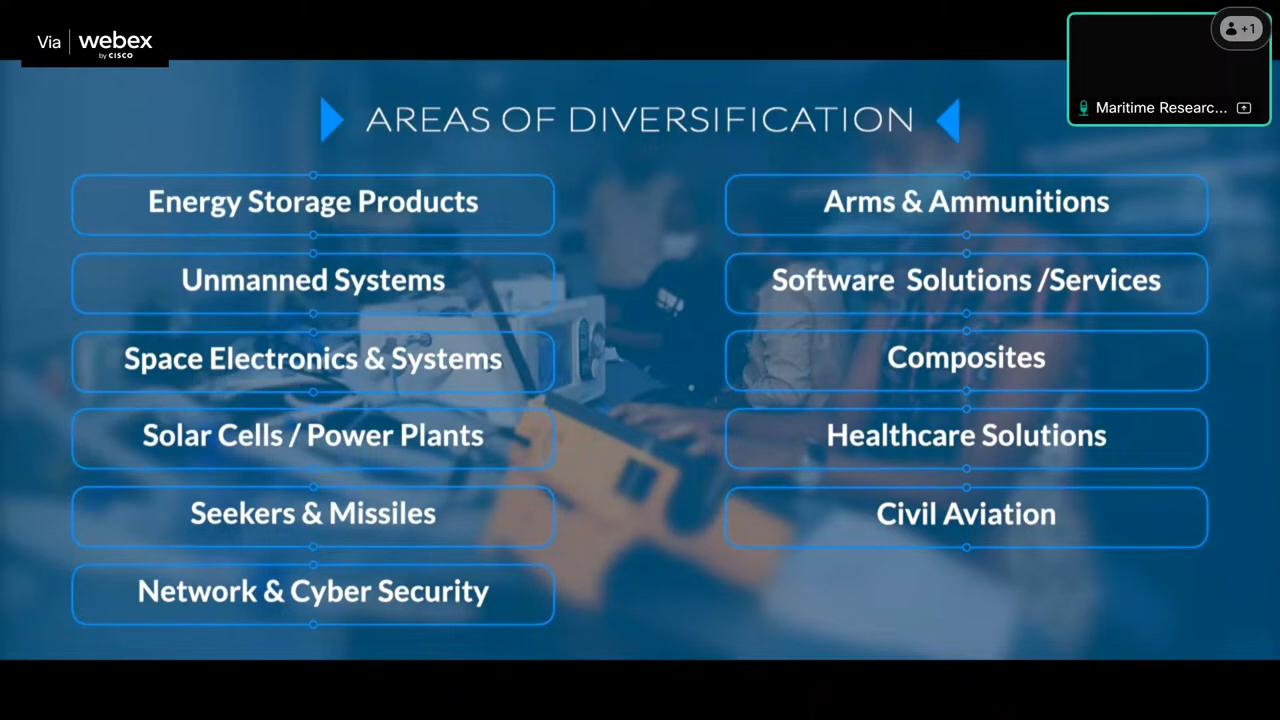 Via webex
by CISCO
+1
Maritime Researc...
AREAS OF DIVERSIFICATION
Energy Storage Products
Unmanned Systems
Space Electronics & Systems
Solar Cells / Power Plants
Seekers & Missiles
Network & Cyber Security
Arms & Ammunitions
Software Solutions /Services
Composites
Healthcare Solutions
Civil Aviation